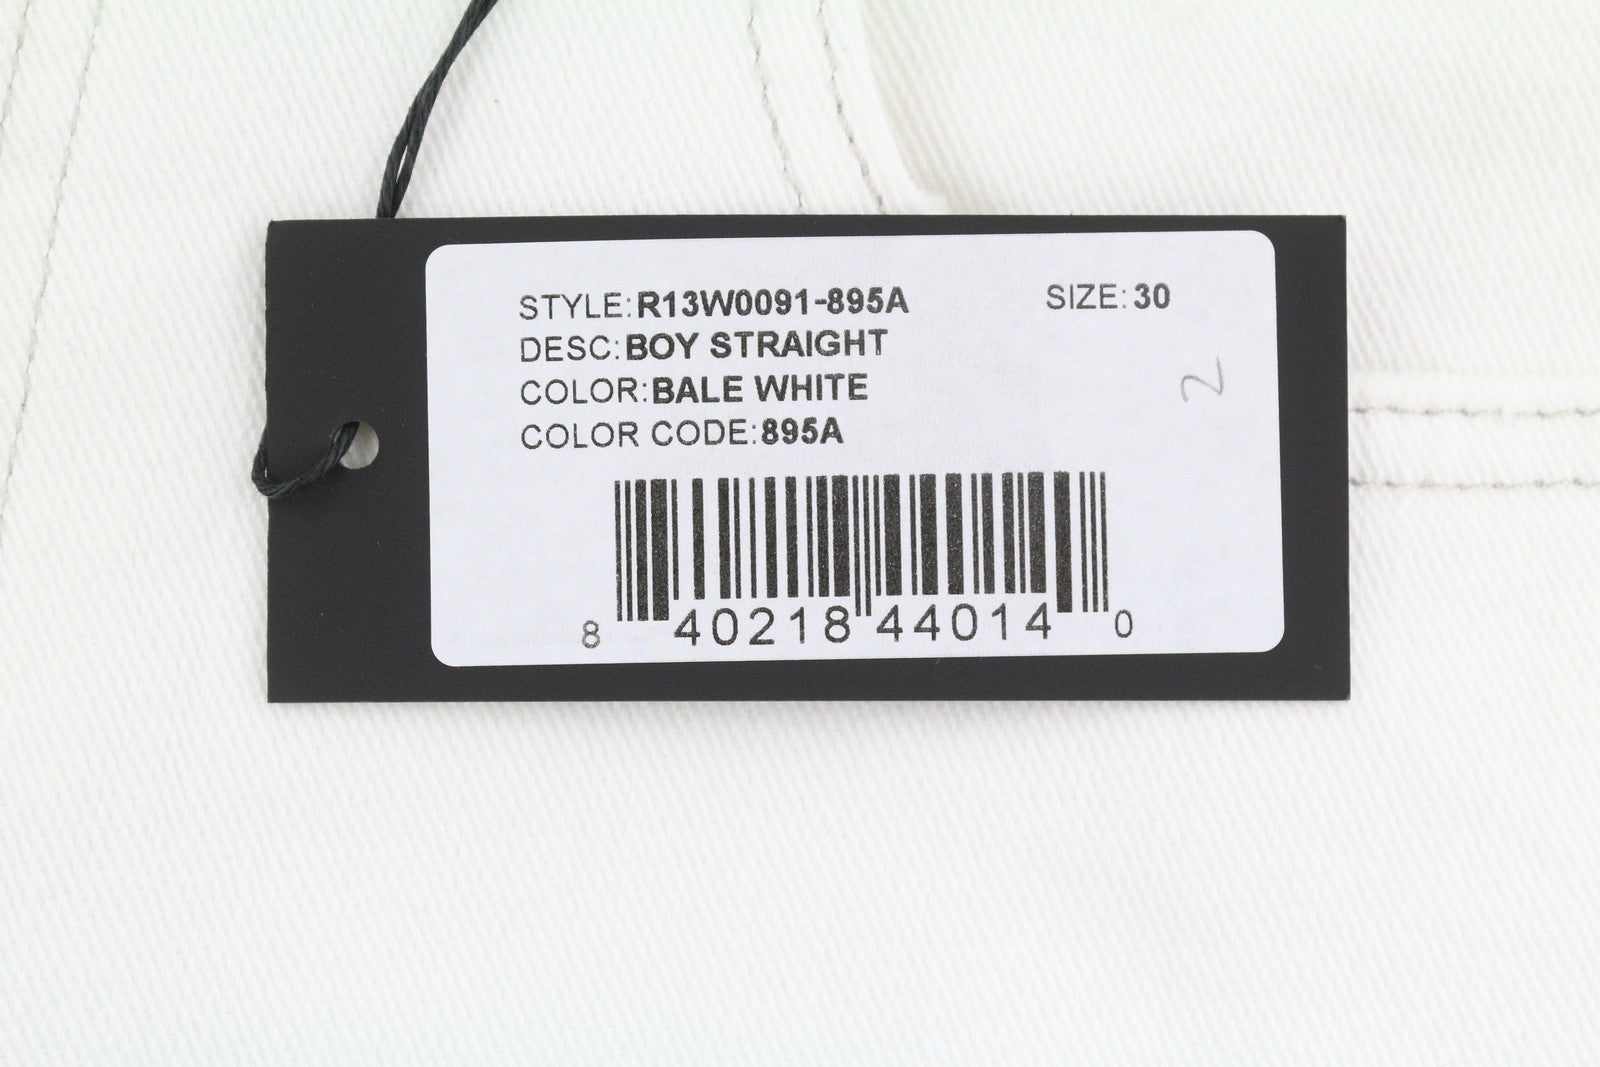 STYLE: R13W0091-895A SIZE: 30
DESC: BOY STRAIGHT
COLOR: BALE WHITE
2
COLOR CODE: 895A
8 40218 44014 0